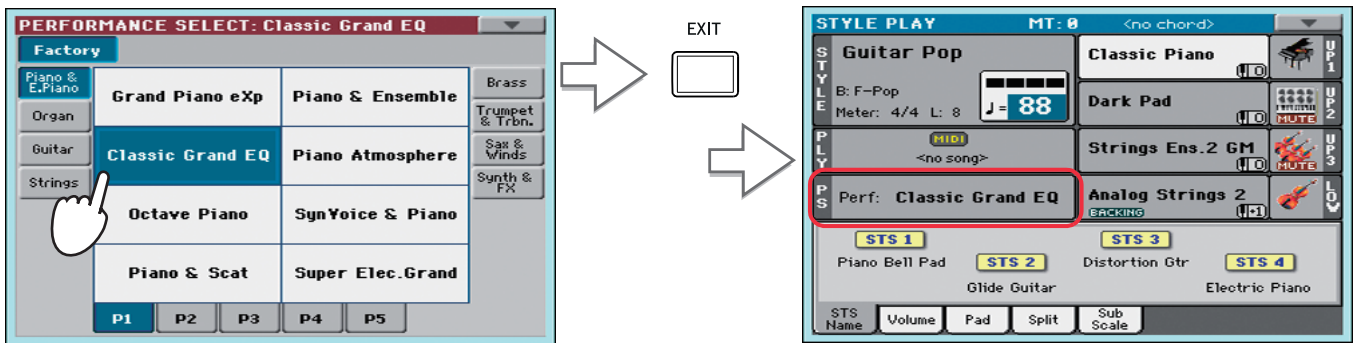 PERFORMANCE SELECT: Classic Grand EQ
Factory
Piano & E.Piano
Organ
Guitar
Strings
Grand Piano eXp
Piano & Ensemble
Classic Grand EQ
Piano Atmosphere
Octave Piano
SynVoice & Piano
Piano & Scat
Super Elec.Grand
Brass
Trumpet & Trbn.
Sax & Winds
Synth & FX
P1 P2 P3 P4 P5
EXIT
STYLE PLAY MT: 0 <no chord>
STYLE
Guitar Pop
B: F-Pop
Meter: 4/4 L: 8
♩= 88
PLY
MIDI
<no song>
PS
Perf: Classic Grand EQ
Classic Piano
0
UP1
Dark Pad
0
MUTE
UP2
Strings Ens.2 GM
0
MUTE
UP3
Analog Strings 2
BACKING
+1
LOW
STS 1
Piano Bell Pad
STS 2
Glide Guitar
STS 3
Distortion Gtr
STS 4
Electric Piano
STS Name
Volume
Pad
Split
Sub Scale